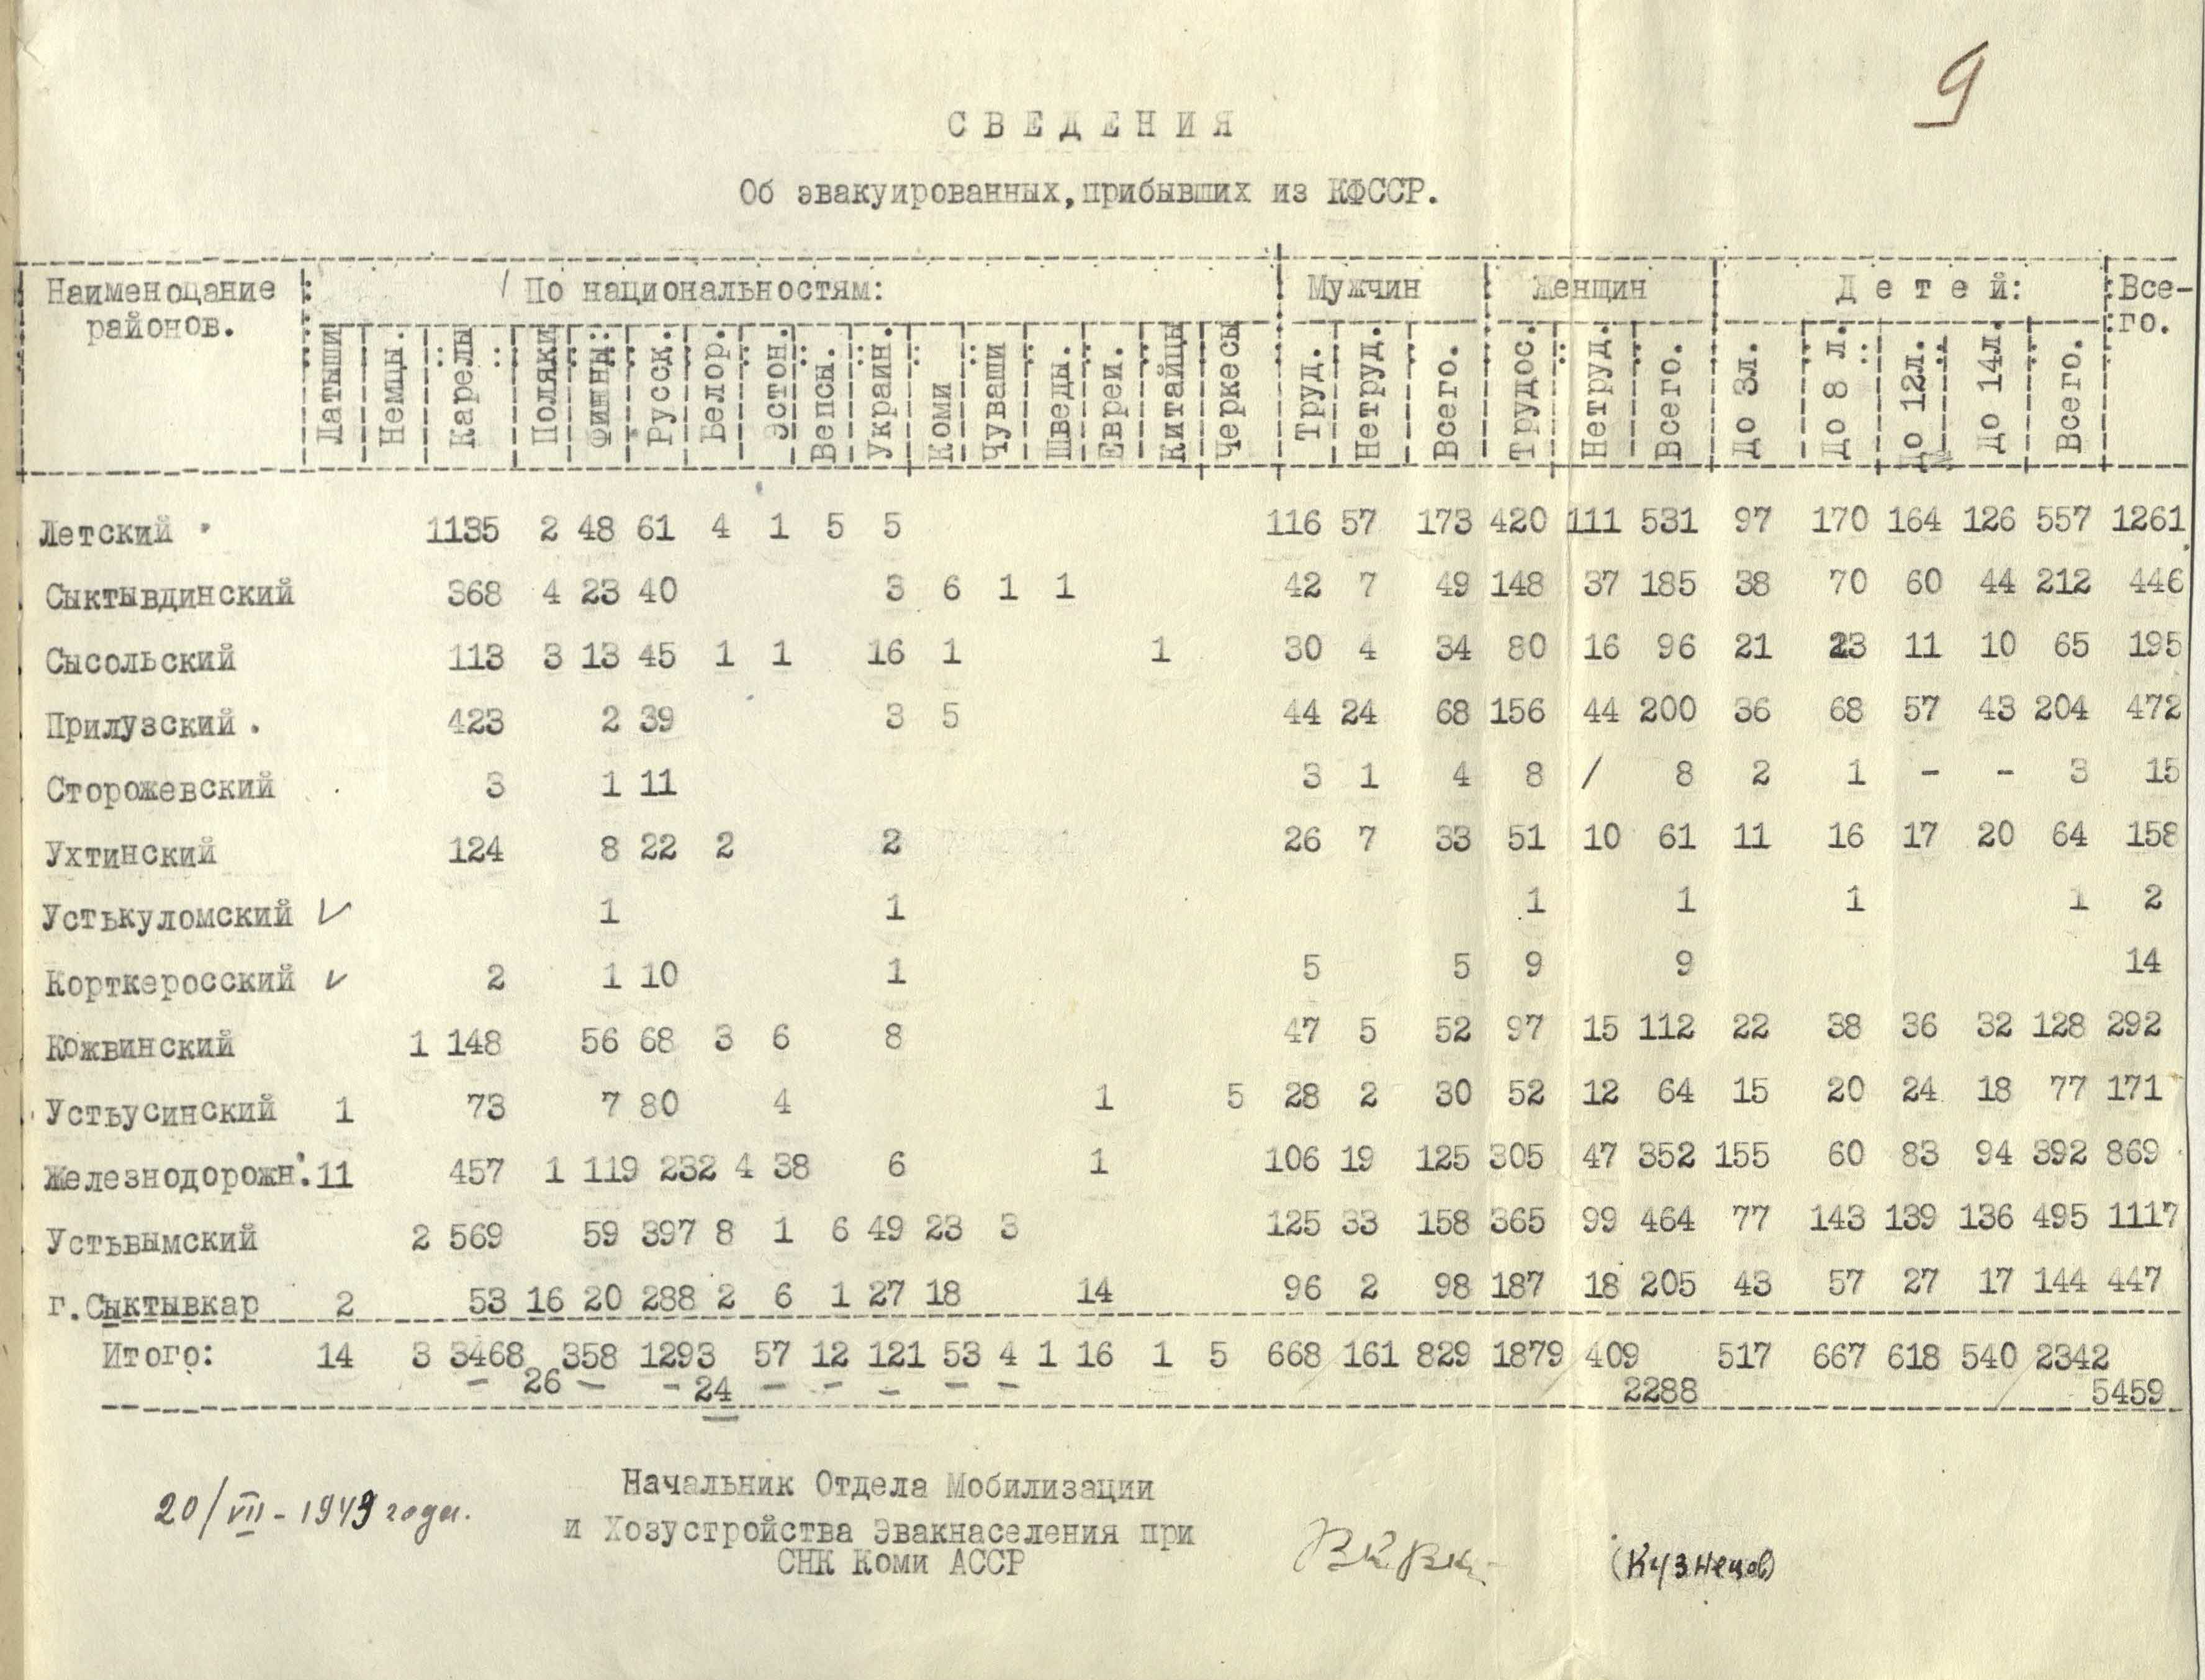 9
СВЕДЕНИЯ
Об эвакуированных, прибывших из КФССР.
Наименоцание районов. По национальностям: Мужчин Женщин Детей: Все-го.
Латыши Немцы. Карелы Поляки Финны: Русск. Белор. Эстон. Вепсы. Украин. Коми Чуваши Шведы. Евреи. Китайцы Черкесы Труд. Нетруд. Всего. Трудос. Нетруд. Всего. До 3л. До 8 л. До 12л. До 14л. Всего.
Летский 1135 2 48 61 4 1 5 5 116 57 173 420 111 531 97 170 164 126 557 1261
Сыктывдинский 368 4 23 40 3 6 1 1 42 7 49 148 37 185 38 70 60 44 212 446
Сысольский 113 3 13 45 1 1 16 1 1 30 4 34 80 16 96 21 23 11 10 65 195
Прилузский. 423 2 39 3 5 44 24 68 156 44 200 36 68 57 43 204 472
Сторожевский 3 1 11 3 1 4 8 / 8 2 1 - - 3 15
Ухтинский 124 8 22 2 2 26 7 33 51 10 61 11 16 17 20 64 158
Устькуломский 1 1 1 1 1 1 2
Корткеросский 2 1 10 1 5 5 9 9 14
Кожвинский 1 148 56 68 3 6 8 47 5 52 97 15 112 22 38 36 32 128 292
Устьусинский 1 73 7 80 4 1 5 28 2 30 52 12 64 15 20 24 18 77 171
Железнодорожн. 11 457 1 119 232 4 38 6 1 106 19 125 305 47 352 155 60 83 94 392 869
Устьвымский 2 569 59 397 8 1 6 49 23 3 125 33 158 365 99 464 77 143 139 136 495 1117
г.Сыктывкар 2 53 16 20 288 2 6 1 27 18 14 96 2 98 187 18 205 43 57 27 17 144 447
Итого: 14 3 3468 358 1293 57 12 121 53 4 1 16 1 5 668 161 829 1879 409 517 667 618 540 2342
26 24 2288 5459
20/VII-1943 года.
Начальник Отдела Мобилизации
и Хозустройства Эвакнаселения при
СНК Коми АССР
(Кузнецов)